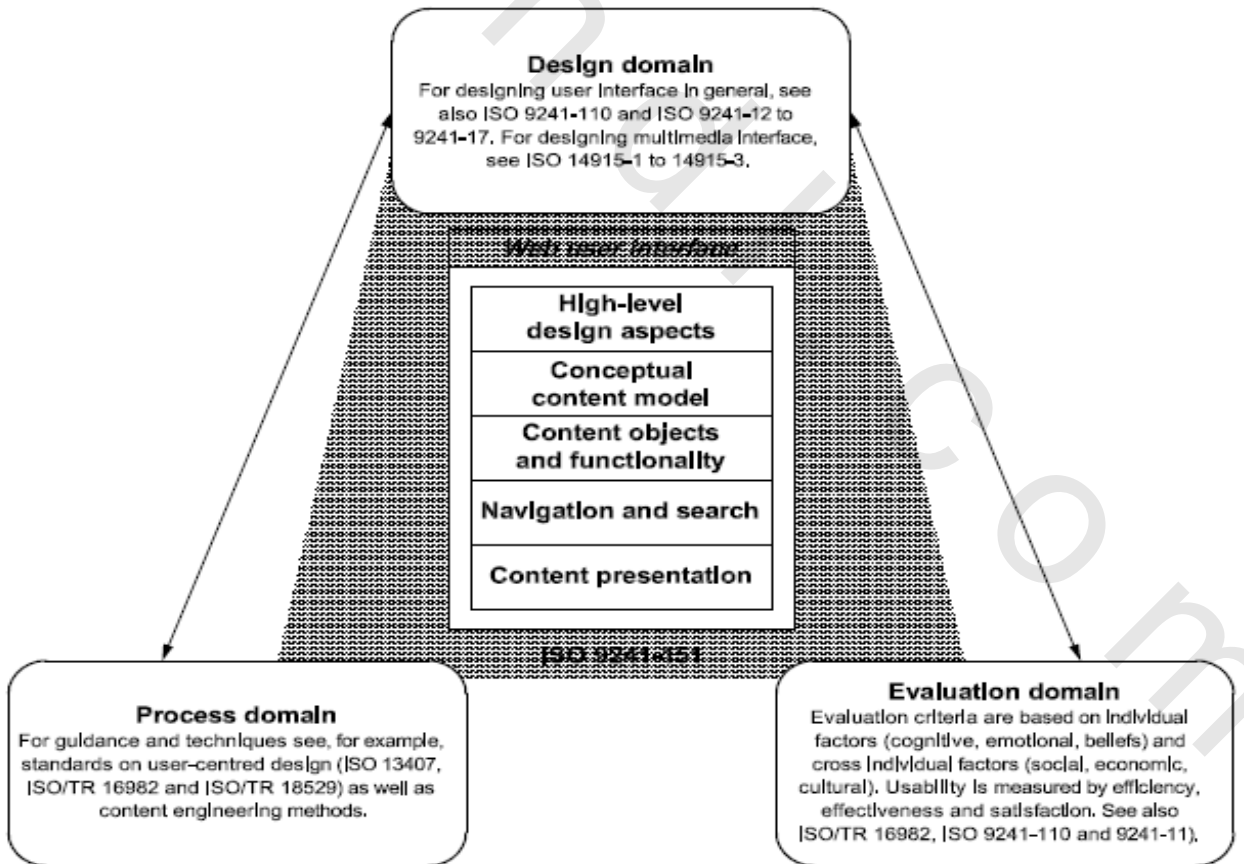 Design domain
For designing user interface in general, see
also ISO 9241-110 and ISO 9241-12 to
9241-17. For designing multimedia interface,
see ISO 14915-1 to 14915-3.
Web user interface
High-level
design aspects
Conceptual
content model
Content objects
and functionality
Navigation and search
Content presentation
ISO 9241-151
Process domain
For guidance and techniques see, for example,
standards on user-centred design (ISO 13407,
ISO/TR 16982 and ISO/TR 18529) as well as
content engineering methods.
Evaluation domain
Evaluation criteria are based on individual
factors (cognitive, emotional, beliefs) and
cross individual factors (social, economic,
cultural). Usability is measured by efficiency,
effectiveness and satisfaction. See also
ISO/TR 16982, ISO 9241-110 and 9241-11).